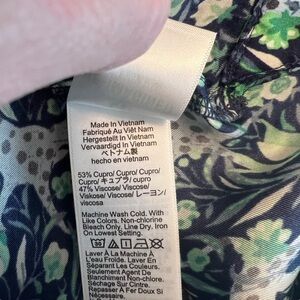 Made In Vietnam
Made in Vietnam
Fabriqué Au Viêt Nam
Hergestellt In Vietnam
Vervaardigd In Vietnam
ベトナム製
hecho en vietnam
53% Cupro/ Cupro/ Cupro/
Cupro/ キュプラ/ cupro
47% Viscose/ Viscose/
Viskose/ Viscose/ レーヨン/
viscosa
Machine Wash Cold. With
Like Colors. Non-chlorine
Bleach Only. Line Dry. Iron
On Lowest Setting.
Laver À La Machine À
L'eau Froide. Laver
Séparant Les Couleurs.
Seulement Agent De
Blanchiment Non-chlore.
Sécher Sur Corde.
Repasser À Fer Doux Si
Nécessaire.